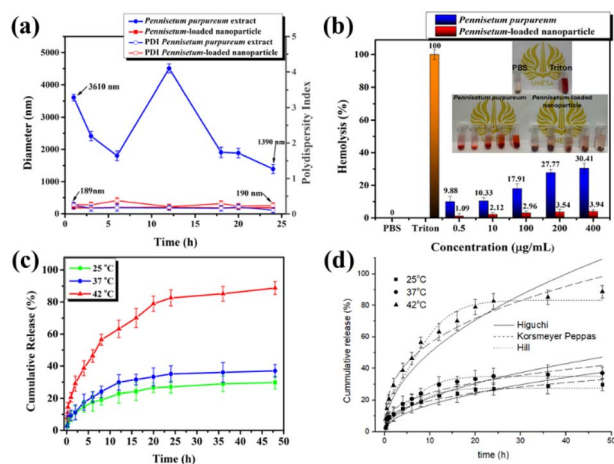 (a)
Pennisetum purpureum extract
Pennisetum-loaded nanoparticle
PDI Pennisetum purpureum extract
PDI Pennisetum-loaded nanoparticle
Diameter (nm)
5000
4000
3000
2000
1000
0
3610 nm
1390 nm
189nm
190 nm
5
4
3
2
1
0
Polydispersity Index
0 5 10 15 20 25
Time (h)
(b)
Pennisetum purpureum
Pennisetum-loaded nanoparticle
Hemolysis (%)
100
80
60
40
20
0
100
PBS Triton
UNESA
Pennisetum purpureum
Pennisetum-loaded
nanoparticle
0
9.88
1.09
10.33
2.12
17.91
2.96
27.77
3.54
30.41
3.94
PBS Triton 0.5 10 100 200 400
Concentration (μg/mL)
(c)
25 °C
37 °C
42 °C
Cumulative Release (%)
100
80
60
40
20
0
0 10 20 30 40 50
Time (h)
(d)
25°C
37°C
42°C
Higuchi
Korsmeyer Peppas
Hill
Cummulative release (%)
100
80
60
40
20
0
0 10 20 30 40 50
time (h)